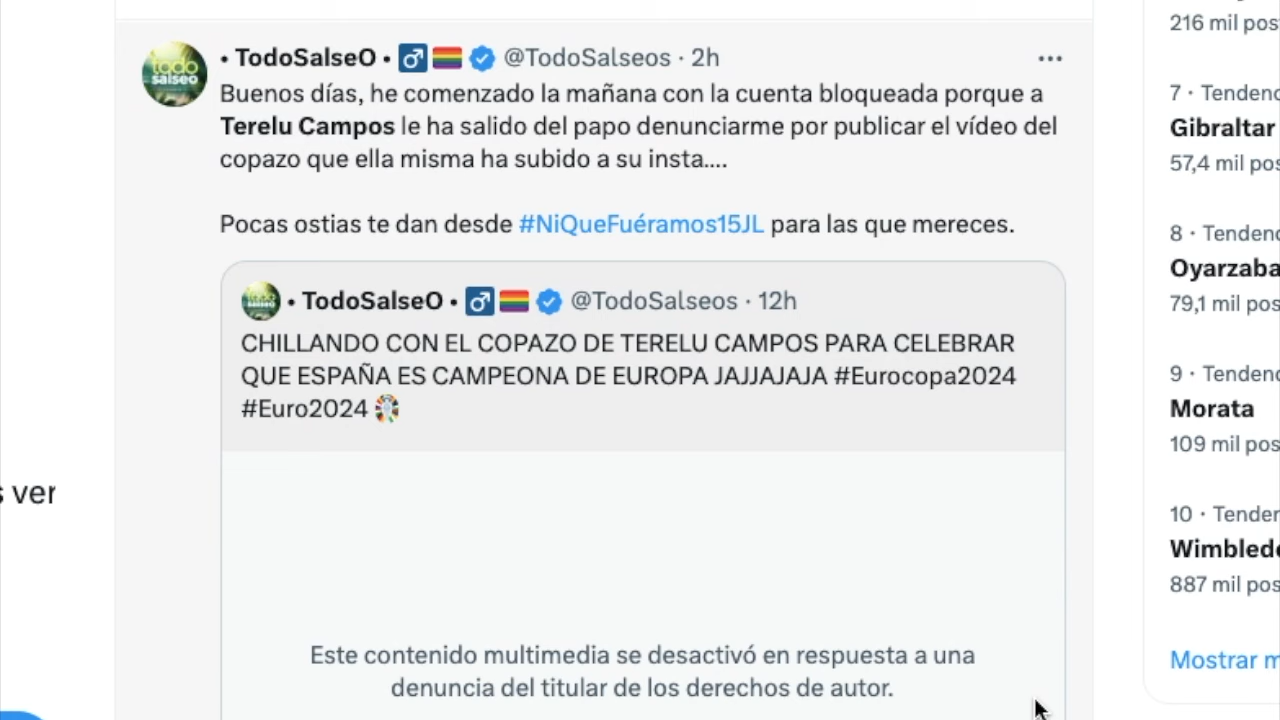 • TodoSalseO • @TodoSalseos · 2h
Buenos días, he comenzado la mañana con la cuenta bloqueada porque a
Terelu Campos le ha salido del papo denunciarme por publicar el vídeo del
copazo que ella misma ha subido a su insta....
Pocas ostias te dan desde #NiQueFuéramos15JL para las que mereces.
• TodoSalseO • @TodoSalseos · 12h
CHILLANDO CON EL COPAZO DE TERELU CAMPOS PARA CELEBRAR
QUE ESPAÑA ES CAMPEONA DE EUROPA JAJJAJAJA #Eurocopa2024
#Euro2024
Este contenido multimedia se desactivó en respuesta a una
denuncia del titular de los derechos de autor.
todo
salseo
s ver
216 mil pos
7 · Tendenc
Gibraltar
57,4 mil pos
8 · Tendenc
Oyarzaba
79,1 mil pos
9 · Tendenc
Morata
109 mil pos
10 · Tenden
Wimbled
887 mil pos
Mostrar m